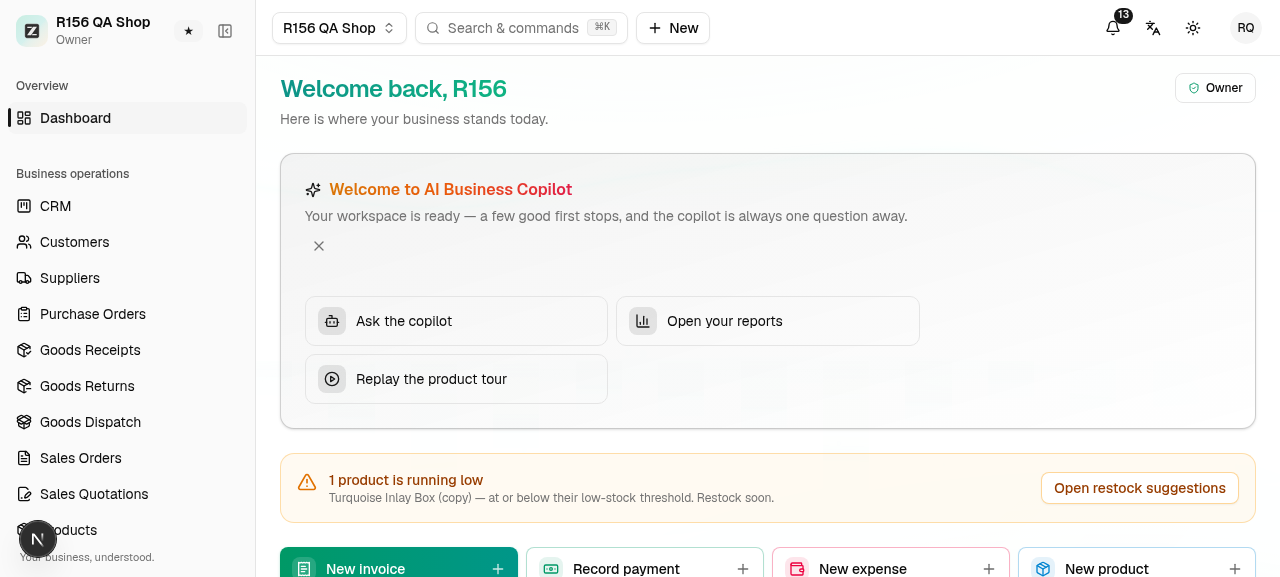 R156 QA Shop
Owner
Overview
Dashboard
Business operations
CRM
Customers
Suppliers
Purchase Orders
Goods Receipts
Goods Returns
Goods Dispatch
Sales Orders
Sales Quotations
oducts
Your business, understood.
R156 QA Shop
Search & commands
⌘K
New
13
RQ
Welcome back, R156
Owner
Here is where your business stands today.
Welcome to AI Business Copilot
Your workspace is ready — a few good first stops, and the copilot is always one question away.
Ask the copilot
Open your reports
Replay the product tour
1 product is running low
Turquoise Inlay Box (copy) — at or below their low-stock threshold. Restock soon.
Open restock suggestions
New invoice
Record payment
New expense
New product